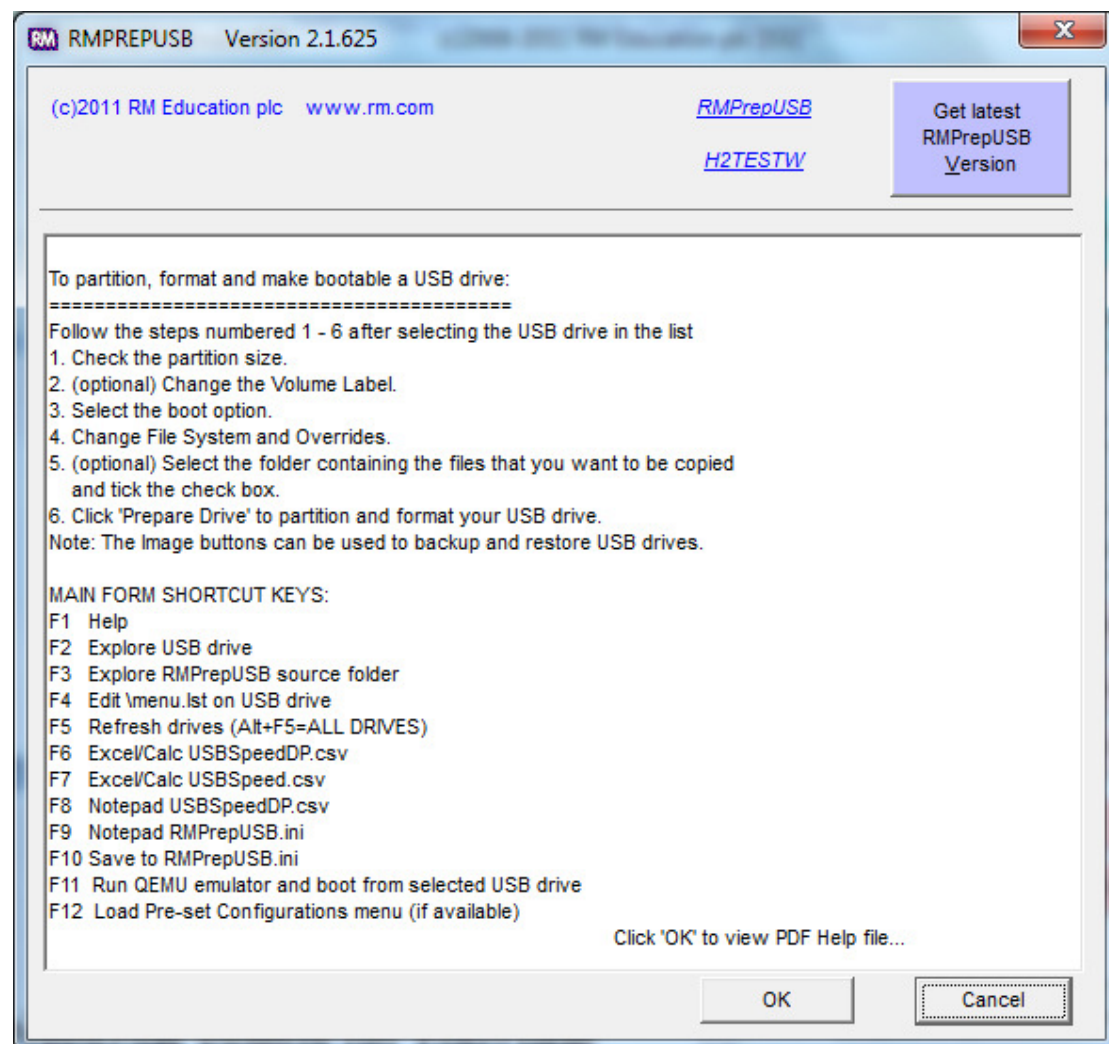 RM RMPREPUSB Version 2.1.625
X
(c)2011 RM Education plc www.rm.com
RMPrepUSB
H2TESTW
Get latest
RMPrepUSB
Version
To partition, format and make bootable a USB drive:
=========================================
Follow the steps numbered 1 - 6 after selecting the USB drive in the list
1. Check the partition size.
2. (optional) Change the Volume Label.
3. Select the boot option.
4. Change File System and Overrides.
5. (optional) Select the folder containing the files that you want to be copied
and tick the check box.
6. Click 'Prepare Drive' to partition and format your USB drive.
Note: The Image buttons can be used to backup and restore USB drives.
MAIN FORM SHORTCUT KEYS:
F1 Help
F2 Explore USB drive
F3 Explore RMPrepUSB source folder
F4 Edit \menu.lst on USB drive
F5 Refresh drives (Alt+F5=ALL DRIVES)
F6 Excel/Calc USBSpeedDP.csv
F7 Excel/Calc USBSpeed.csv
F8 Notepad USBSpeedDP.csv
F9 Notepad RMPrepUSB.ini
F10 Save to RMPrepUSB.ini
F11 Run QEMU emulator and boot from selected USB drive
F12 Load Pre-set Configurations menu (if available)
Click 'OK' to view PDF Help file...
OK
Cancel